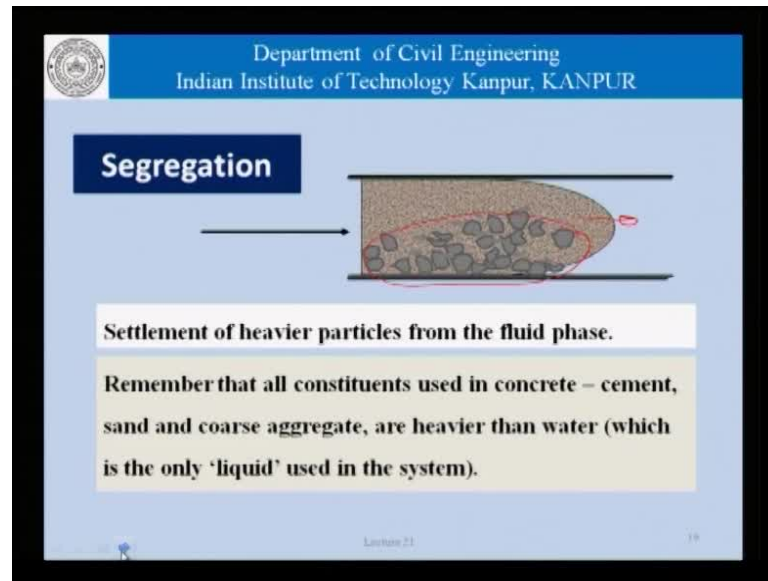 Department of Civil Engineering
Indian Institute of Technology Kanpur, KANPUR
Segregation
Settlement of heavier particles from the fluid phase.
Remember that all constituents used in concrete – cement,
sand and coarse aggregate, are heavier than water (which
is the only ‘liquid’ used in the system).
Lecture 21